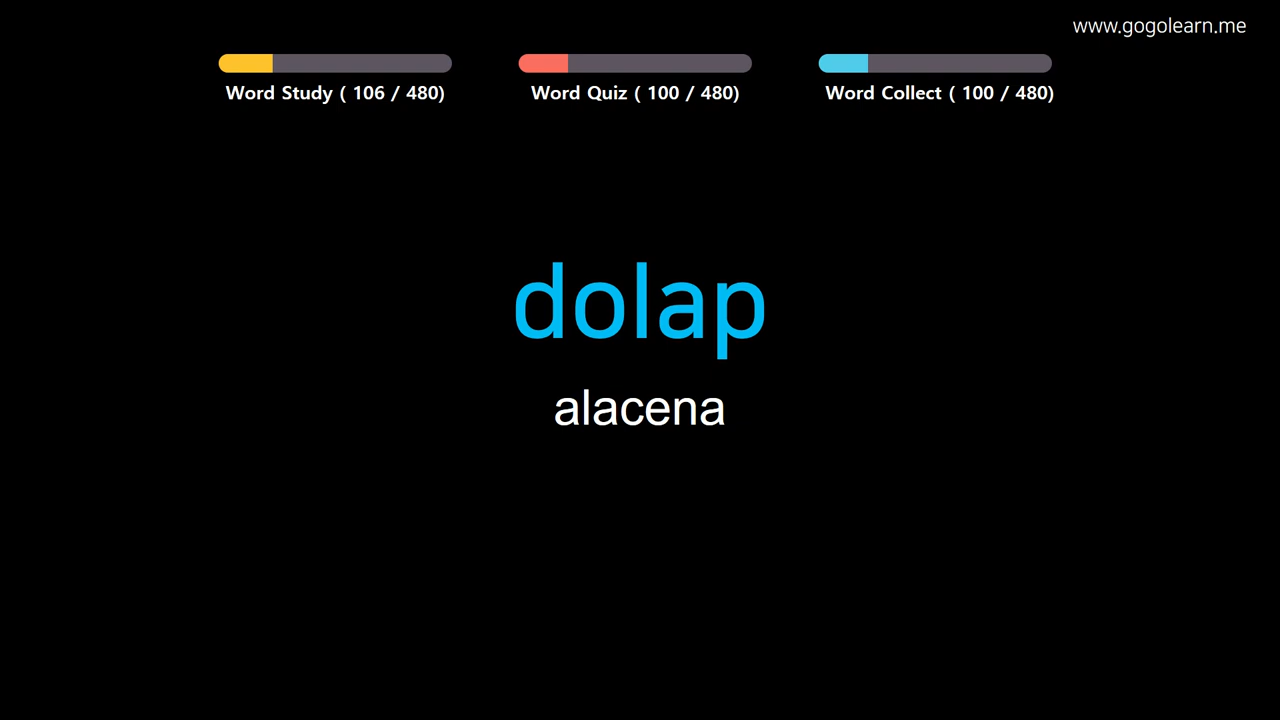 www.gogolearn.me
Word Study ( 106 / 480)
Word Quiz ( 100 / 480)
Word Collect ( 100 / 480)
dolap
alacena